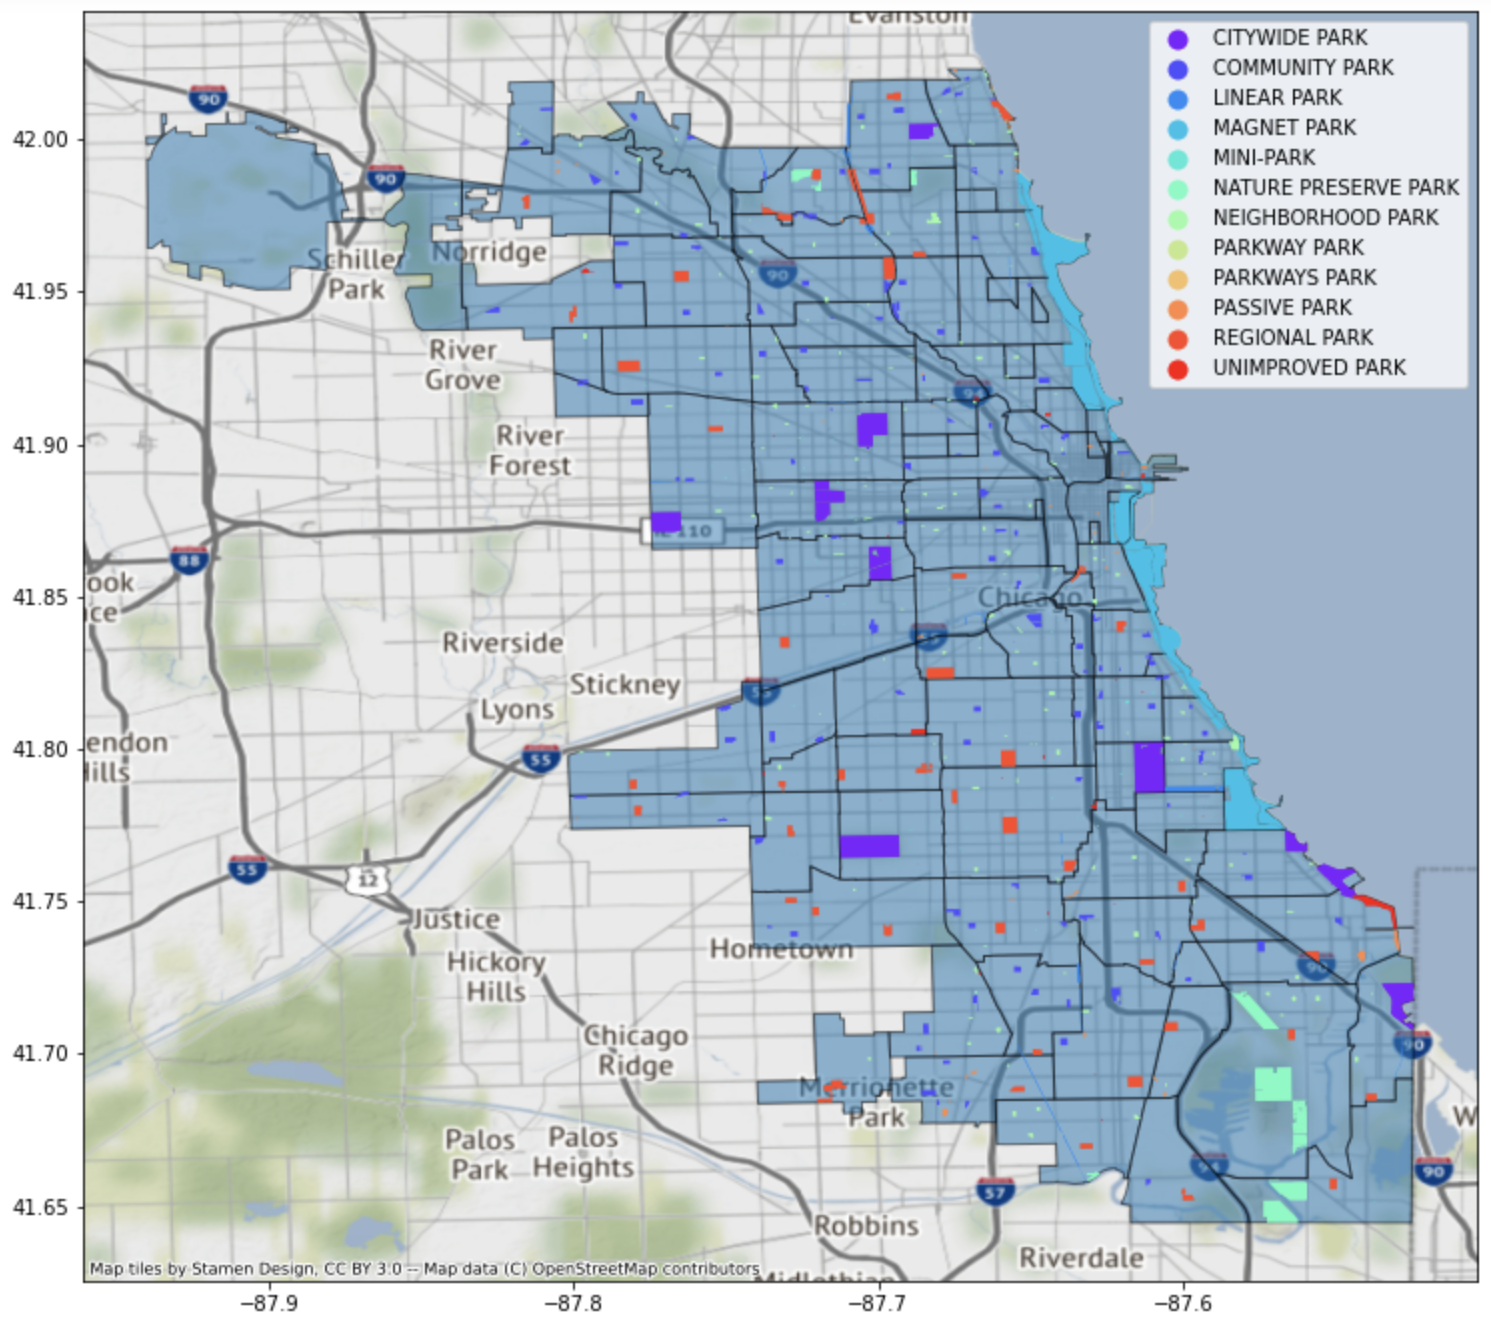 Evanston
CITYWIDE PARK
COMMUNITY PARK
LINEAR PARK
MAGNET PARK
MINI-PARK
NATURE PRESERVE PARK
NEIGHBORHOOD PARK
PARKWAY PARK
PARKWAYS PARK
PASSIVE PARK
REGIONAL PARK
UNIMPROVED PARK
90
42.00
90
Norridge
Schiller
Park
90
41.95
River
Grove
94
41.90
River
Forest
110
88
ook
ce
41.85
Chicago
Riverside
Stickney
Lyons
endon
ills
41.80
55
55
12
41.75
Justice
Hometown
Hickory
Hills
Chicago
Ridge
90
41.70
Merrionette
Park
W
Palos
Park
Palos
Heights
94
90
57
41.65
Robbins
Riverdale
Midlothian
Map tiles by Stamen Design, CC BY 3.0 -- Map data (C) OpenStreetMap contributors
−87.9
−87.8
−87.7
−87.6